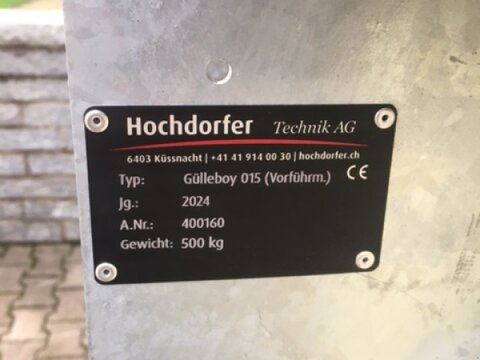 Hochdorfer Technik AG
6403 Küssnacht | +41 41 914 00 30 | hochdorfer.ch
Typ: Gülleboy 015 (Vorführm.) CE
Jg.: 2024
A.Nr.: 400160
Gewicht: 500 kg